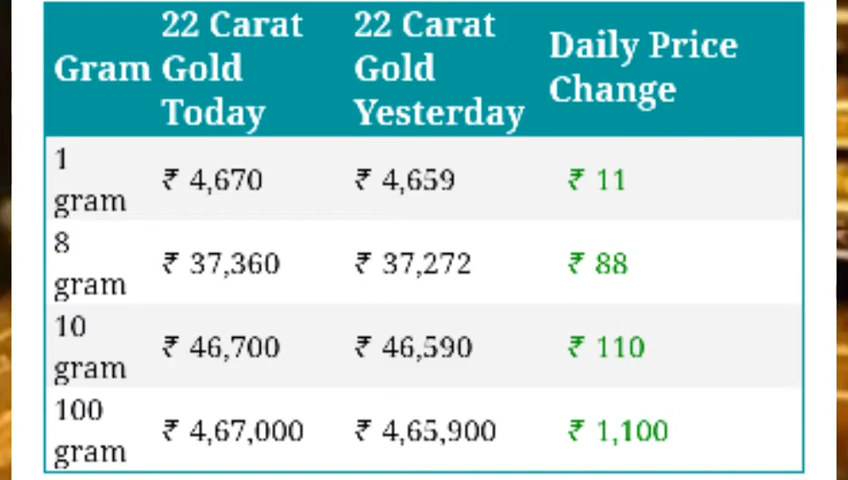 Gram 22 Carat Gold Today 22 Carat Gold Yesterday Daily Price Change
1 gram ₹ 4,670 ₹ 4,659 ₹ 11
8 gram ₹ 37,360 ₹ 37,272 ₹ 88
10 gram ₹ 46,700 ₹ 46,590 ₹ 110
100 gram ₹ 4,67,000 ₹ 4,65,900 ₹ 1,100